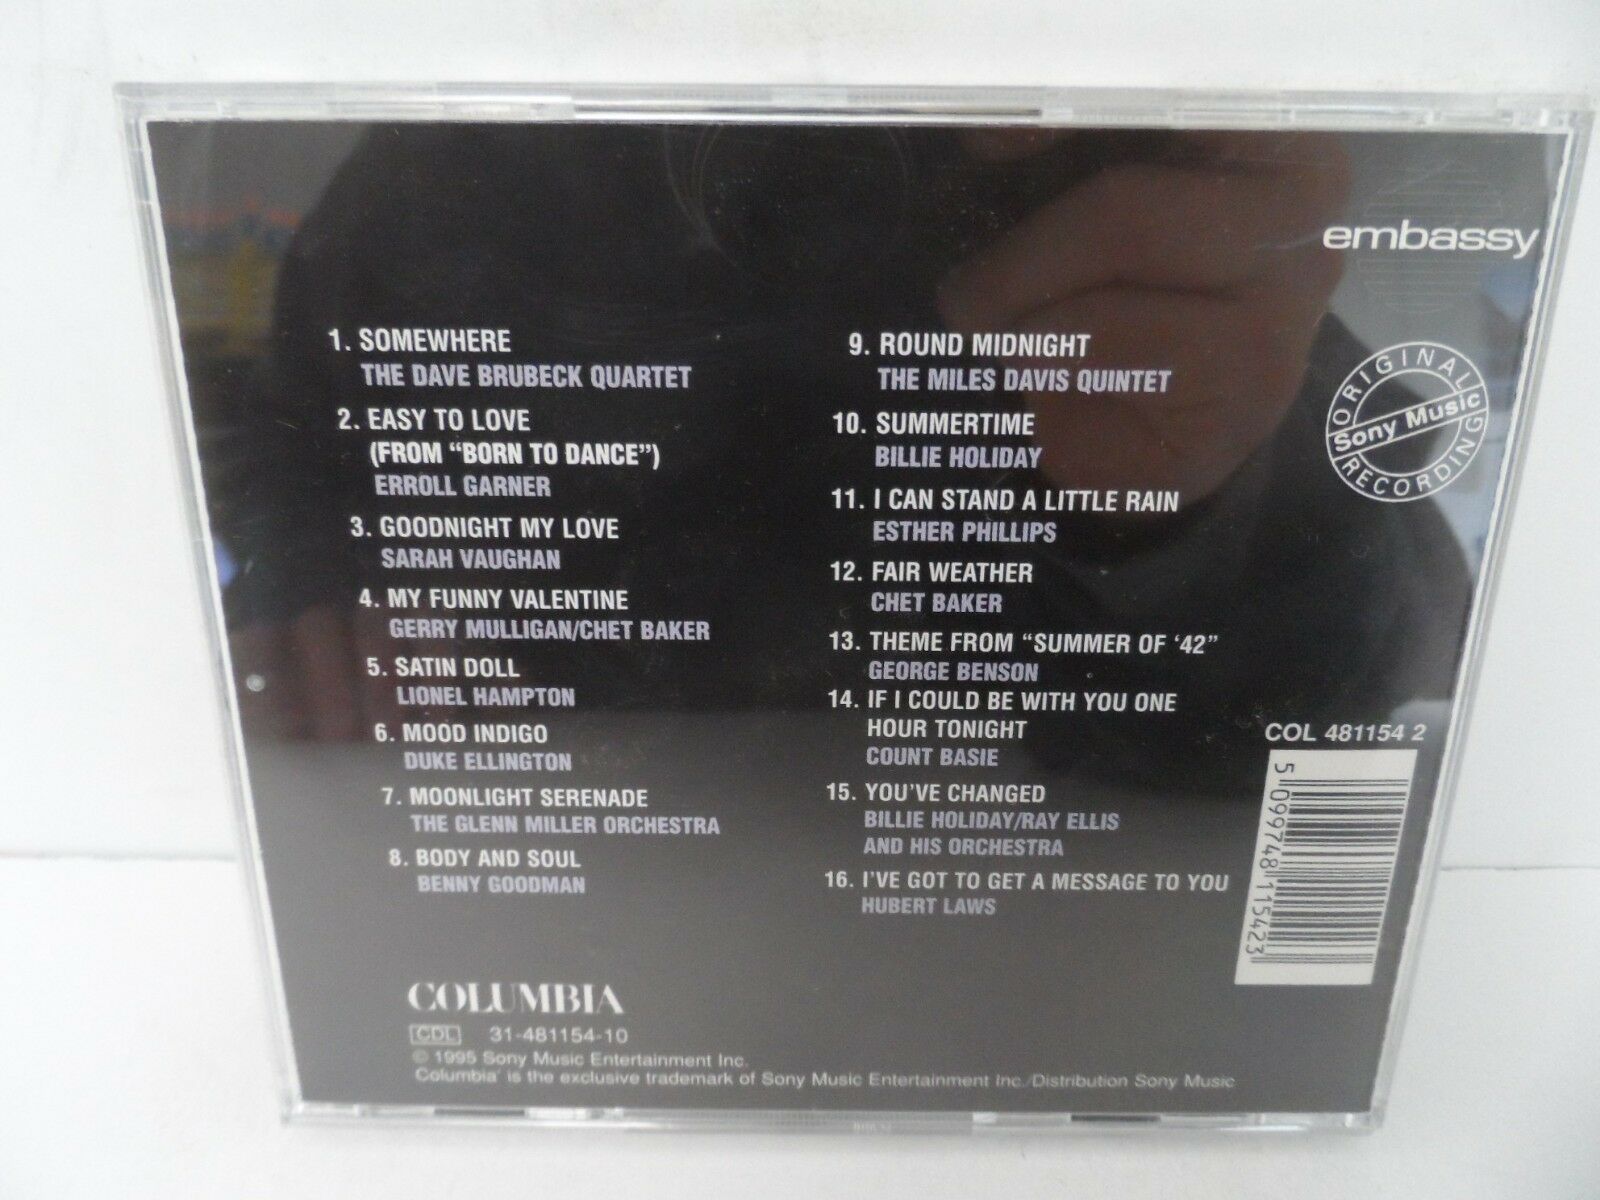 embassy
ORIGINAL
Sony Music
RECORDING
1. SOMEWHERE
THE DAVE BRUBECK QUARTET
2. EASY TO LOVE
(FROM “BORN TO DANCE”)
ERROLL GARNER
3. GOODNIGHT MY LOVE
SARAH VAUGHAN
4. MY FUNNY VALENTINE
GERRY MULLIGAN/CHET BAKER
5. SATIN DOLL
LIONEL HAMPTON
6. MOOD INDIGO
DUKE ELLINGTON
7. MOONLIGHT SERENADE
THE GLENN MILLER ORCHESTRA
8. BODY AND SOUL
BENNY GOODMAN
9. ROUND MIDNIGHT
THE MILES DAVIS QUINTET
10. SUMMERTIME
BILLIE HOLIDAY
11. I CAN STAND A LITTLE RAIN
ESTHER PHILLIPS
12. FAIR WEATHER
CHET BAKER
13. THEME FROM “SUMMER OF ‘42”
GEORGE BENSON
14. IF I COULD BE WITH YOU ONE
HOUR TONIGHT
COUNT BASIE
15. YOU'VE CHANGED
BILLIE HOLIDAY/RAY ELLIS
AND HIS ORCHESTRA
16. I'VE GOT TO GET A MESSAGE TO YOU
HUBERT LAWS
COL 481154 2
5 099748 115423
COLUMBIA
CDL 31-481154-10
© 1995 Sony Music Entertainment Inc.
Columbia' is the exclusive trademark of Sony Music Entertainment Inc./Distribution Sony Music